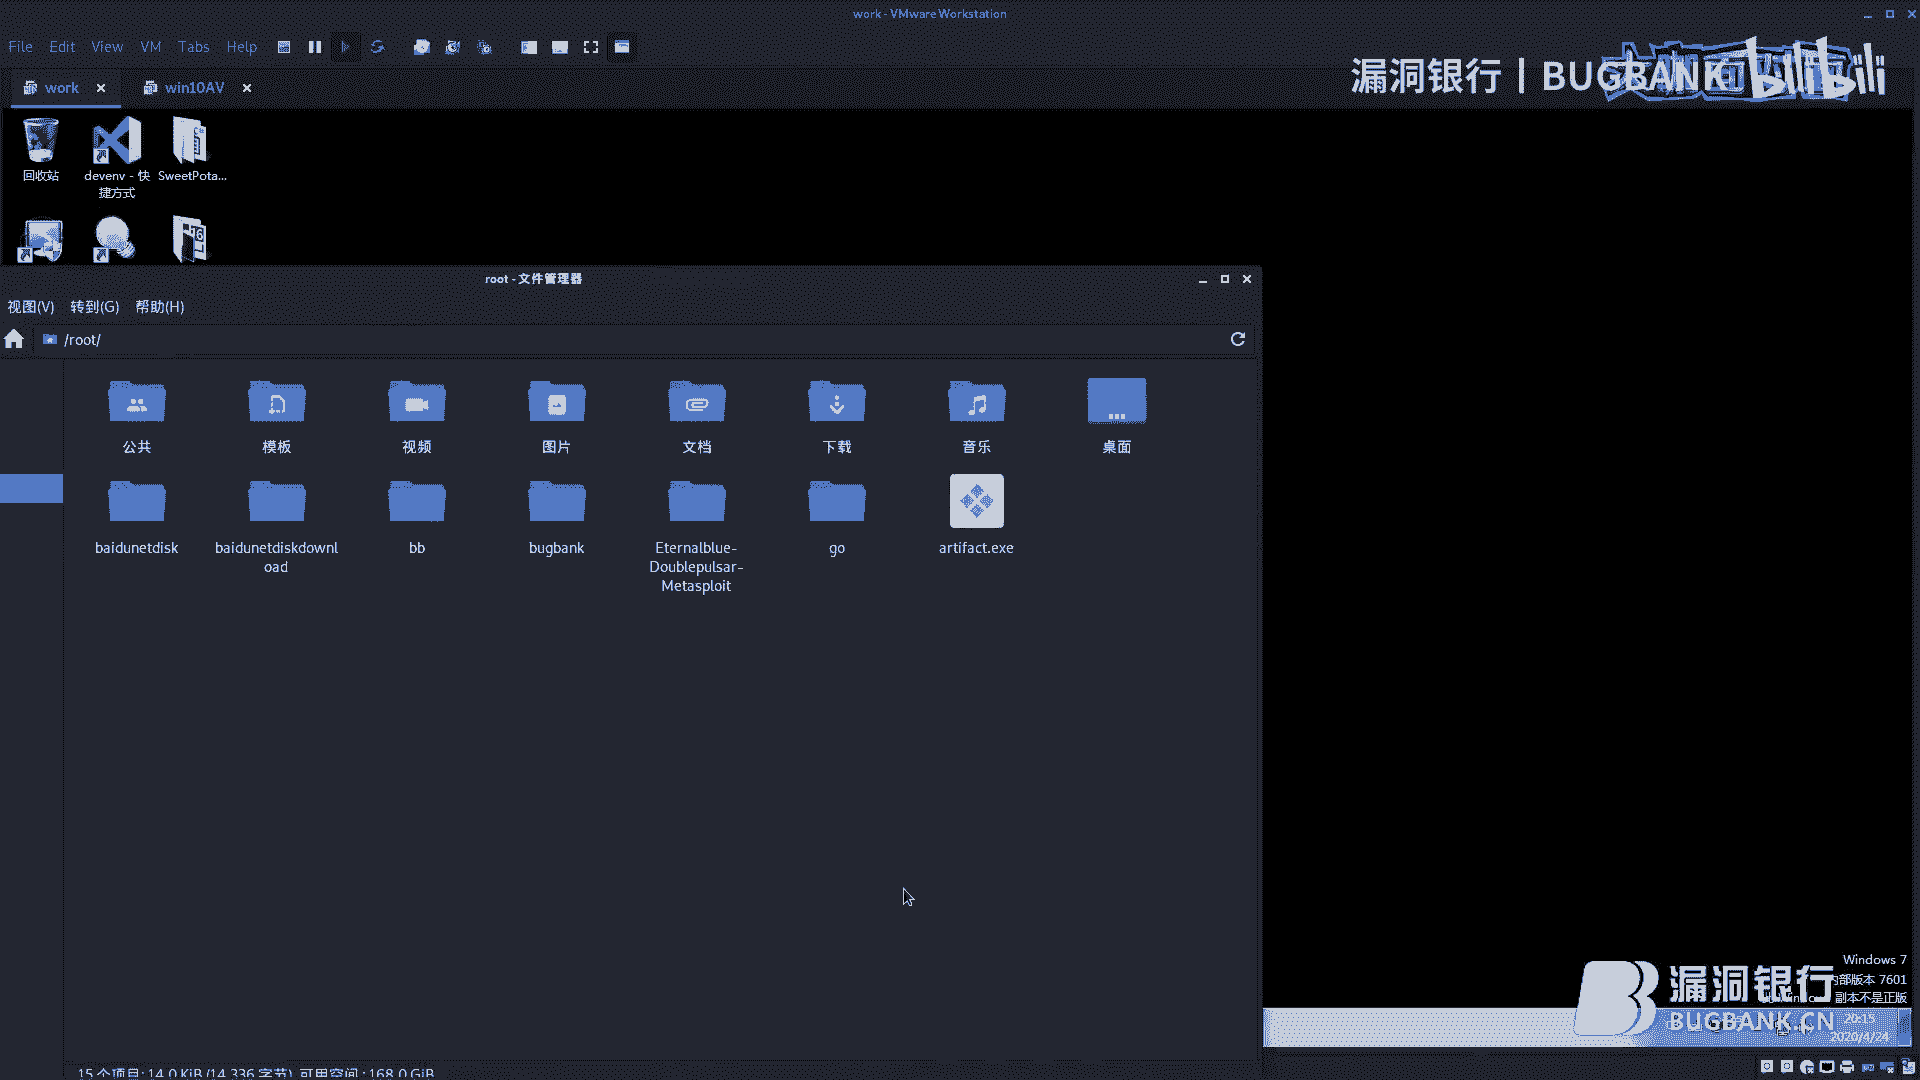 work - VMware Workstation
File Edit View VM Tabs Help
漏洞银行 | BUGBANK
bilibili
work
win10AV
回收站
devenv - 快
捷方式
SweetPota...
root - 文件管理器
视图(V) 转到(G) 帮助(H)
/root/
公共
模板
视频
图片
文档
下载
音乐
桌面
baidunetdisk
baidunetdiskdownl
oad
bb
bugbank
Eternalblue-
Doublepulsar-
Metasploit
go
artifact.exe
15 个项目: 14.0 KiB (14,336 字节), 可用空间: 168.0 GiB
Windows 7
内部版本 7601
副本不是正版
漏洞银行
BUGBANK.CN
20:15
2020/4/24